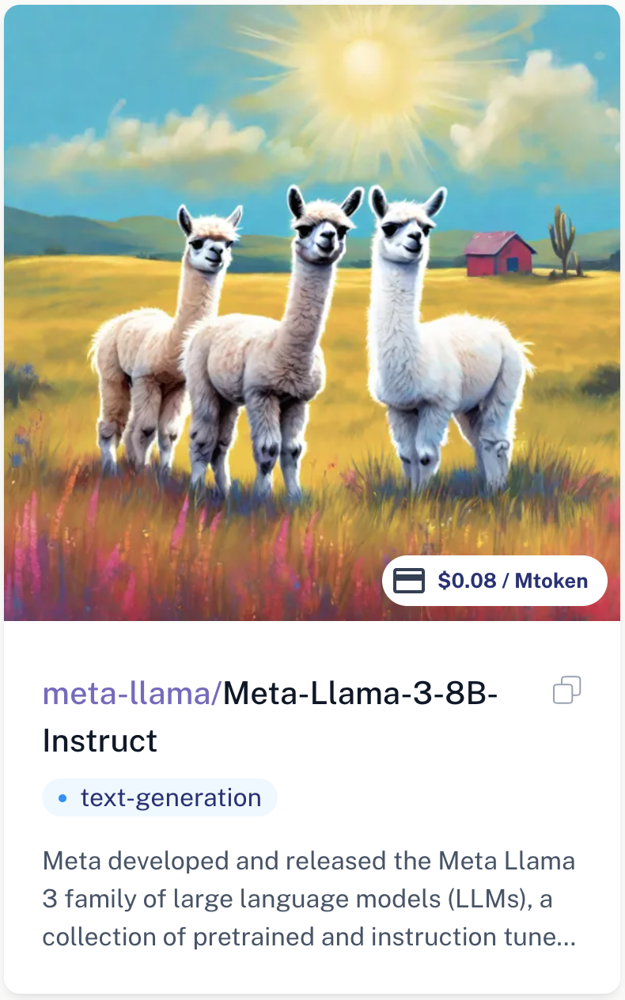 $0.08 / Mtoken
meta-llama/Meta-Llama-3-8B-
Instruct
text-generation
Meta developed and released the Meta Llama
3 family of large language models (LLMs), a
collection of pretrained and instruction tune...